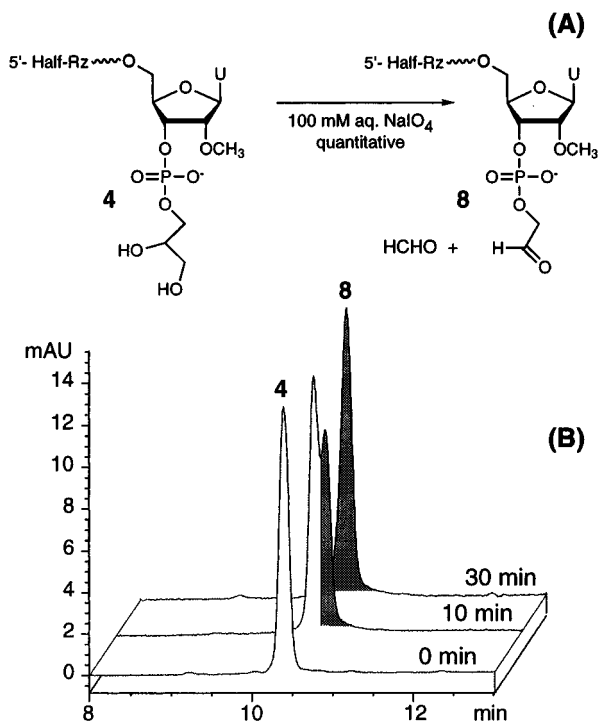 (A)
5'- Half-Rz O U
O
O OCH3
O=P-O-
O
4
HO
HO
100 mM aq. NaIO4
quantitative
5'- Half-Rz O U
O
O OCH3
O=P-O-
O
8
HCHO + H
O
(B)
mAU
14
12
10
8
6
4
2
0
4
8
30 min
10 min
0 min
8 10 12 min